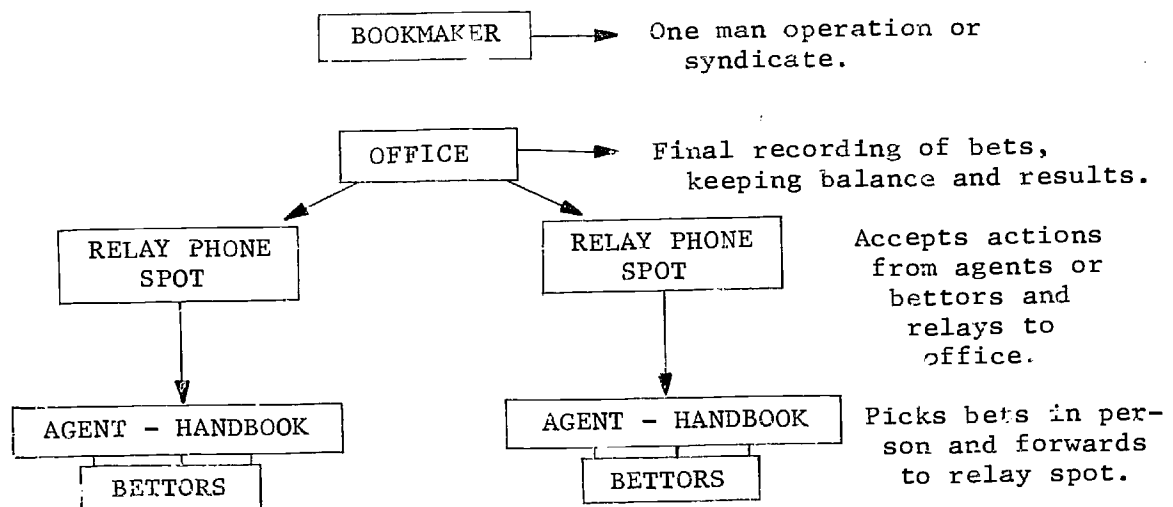 BOOKMAKER
One man operation or
syndicate.
OFFICE
Final recording of bets,
keeping balance and results.
RELAY PHONE
SPOT
RELAY PHONE
SPOT
Accepts actions
from agents or
bettors and
relays to
office.
AGENT - HANDBOOK
AGENT - HANDBOOK
Picks bets in per-
son and forwards
to relay spot.
BETTORS
BETTORS